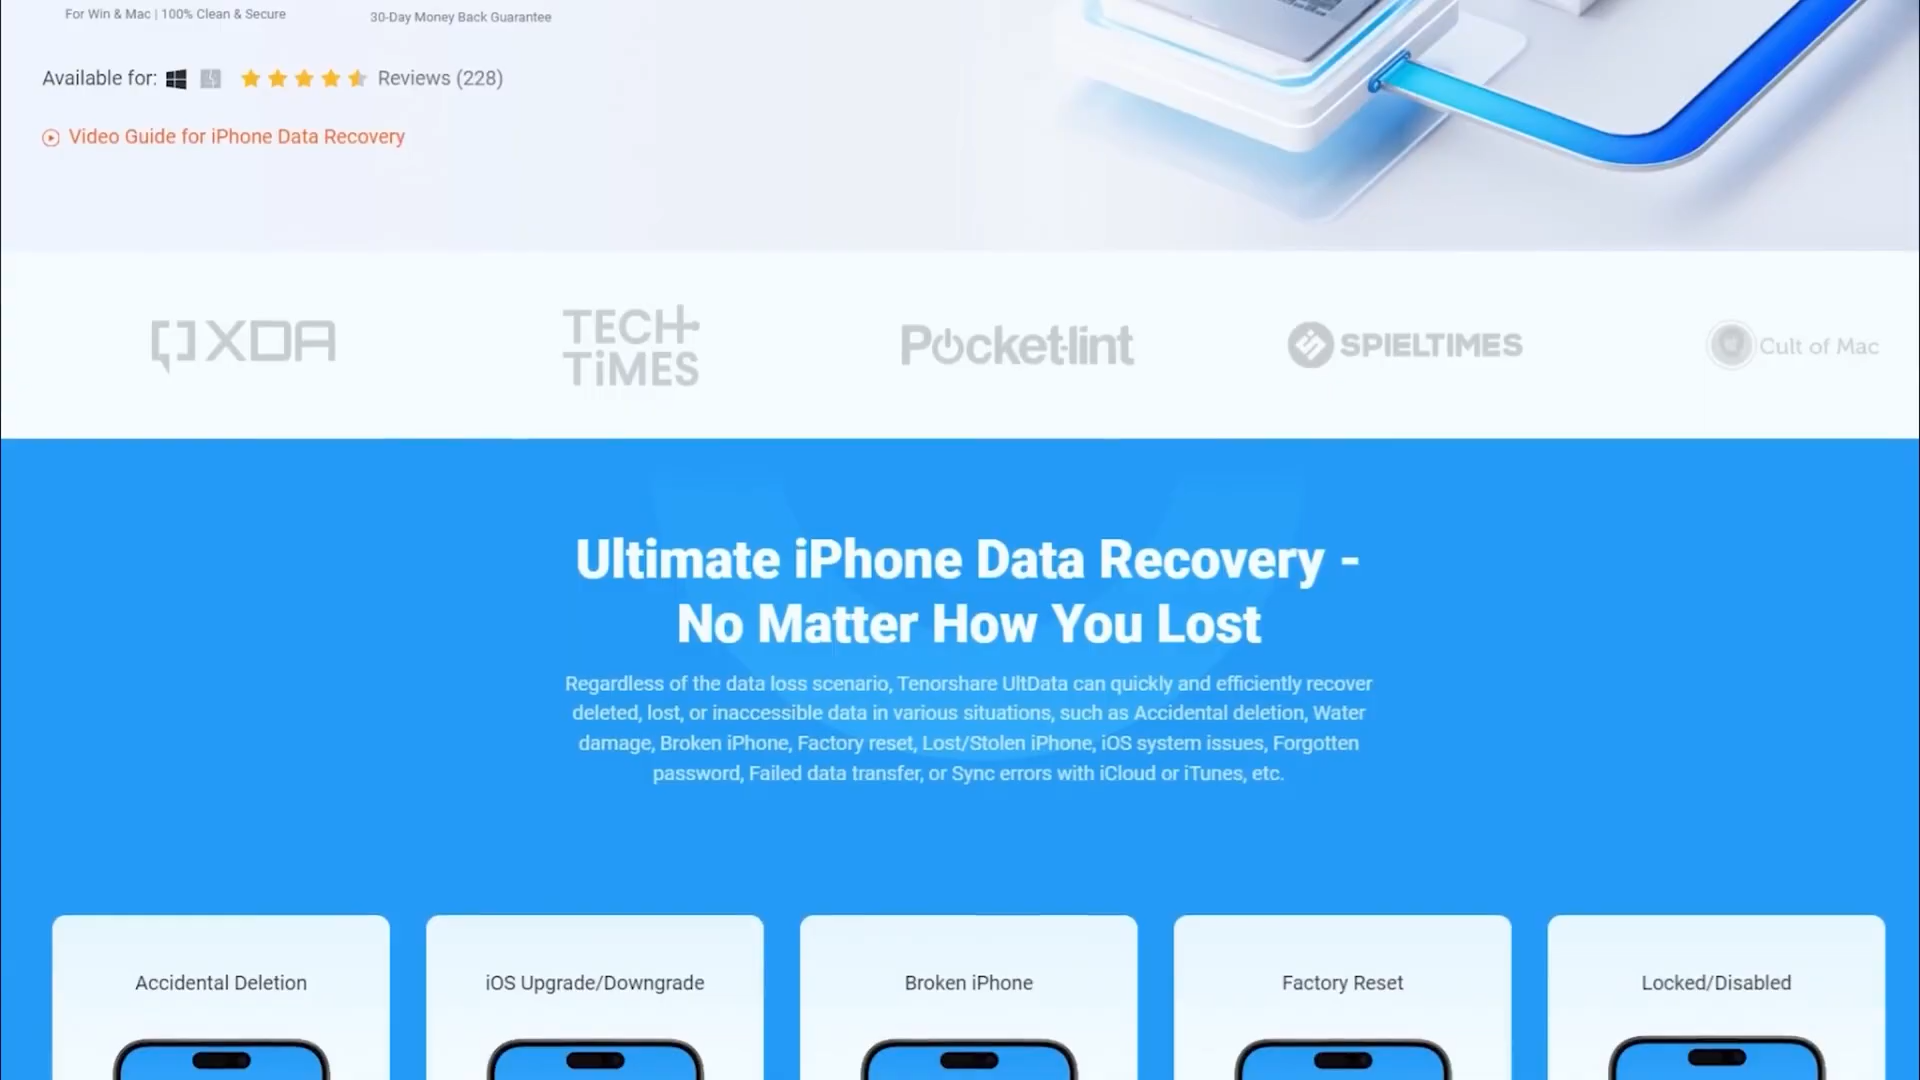 For Win & Mac | 100% Clean & Secure
30-Day Money Back Guarantee
Available for:
Reviews (228)
Video Guide for iPhone Data Recovery
XDA
TECH
TiMES
Pocket-lint
SPIELTIMES
Cult of Mac
Ultimate iPhone Data Recovery -
No Matter How You Lost
Regardless of the data loss scenario, Tenorshare UltData can quickly and efficiently recover
deleted, lost, or inaccessible data in various situations, such as Accidental deletion, Water
damage, Broken iPhone, Factory reset, Lost/Stolen iPhone, iOS system issues, Forgotten
password, Failed data transfer, or Sync errors with iCloud or iTunes, etc.
Accidental Deletion
iOS Upgrade/Downgrade
Broken iPhone
Factory Reset
Locked/Disabled